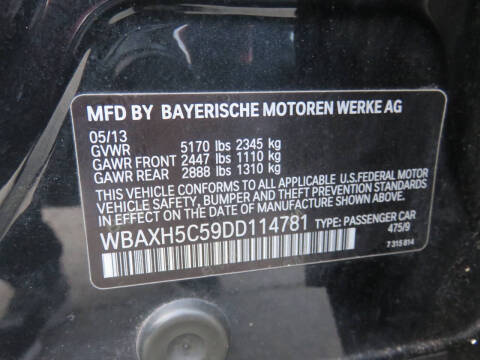 MFD BY BAYERISCHE MOTOREN WERKE AG
05/13
GVWR 5170 lbs 2345 kg
GAWR FRONT 2447 lbs 1110 kg
GAWR REAR 2888 lbs 1310 kg
THIS VEHICLE CONFORMS TO ALL APPLICABLE U.S.FEDERAL MOTOR
VEHICLE SAFETY, BUMPER AND THEFT PREVENTION STANDARDS
IN EFFECT ON THE DATE OF MANUFACTURE SHOWN ABOVE.
WBAXH5C59DD114781 TYPE: PASSENGER CAR
475/9
7 315 814